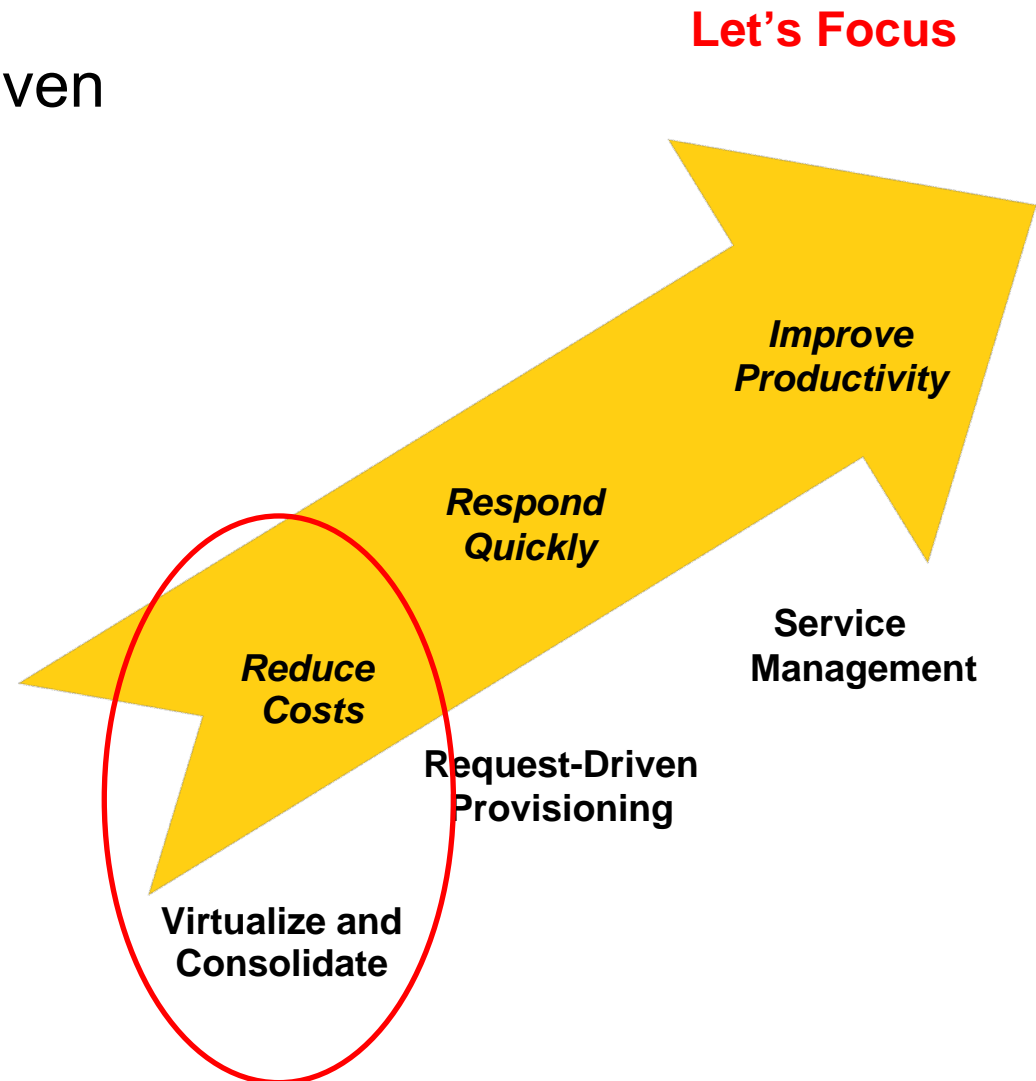 Let’s Focus
ven
Improve
Productivity
Respond
Quickly
Service
Management
Reduce
Costs
Request-Driven
Provisioning
Virtualize and
Consolidate